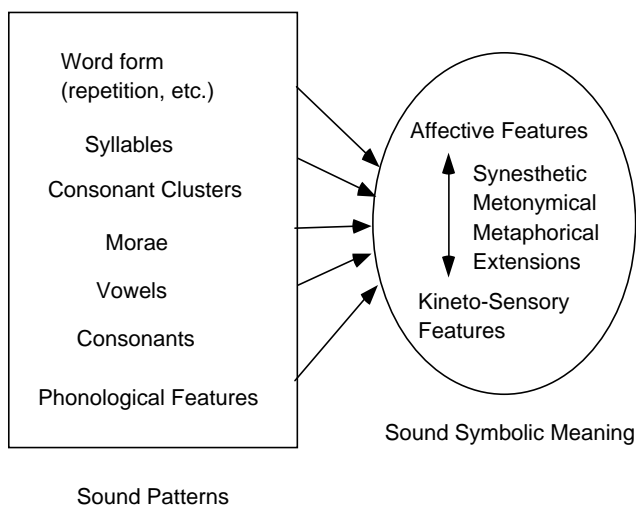 Word form
(repetition, etc.)
Syllables
Consonant Clusters
Morae
Vowels
Consonants
Phonological Features
Sound Patterns
Affective Features
Synesthetic
Metonymical
Metaphorical
Extensions
Kineto-Sensory
Features
Sound Symbolic Meaning